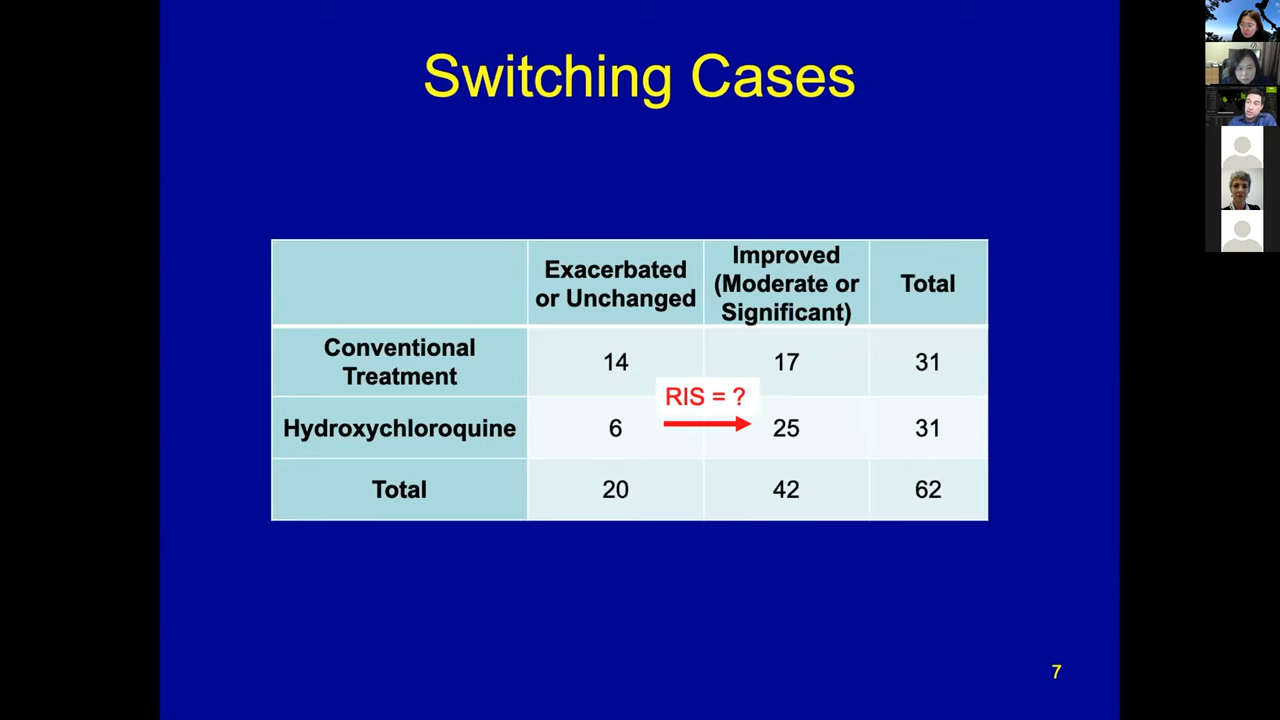 Switching Cases
Exacerbated
or Unchanged
Improved
(Moderate or
Significant)
Total
Conventional
Treatment
14
17
31
RIS = ?
Hydroxychloroquine
6
25
31
Total
20
42
62
7